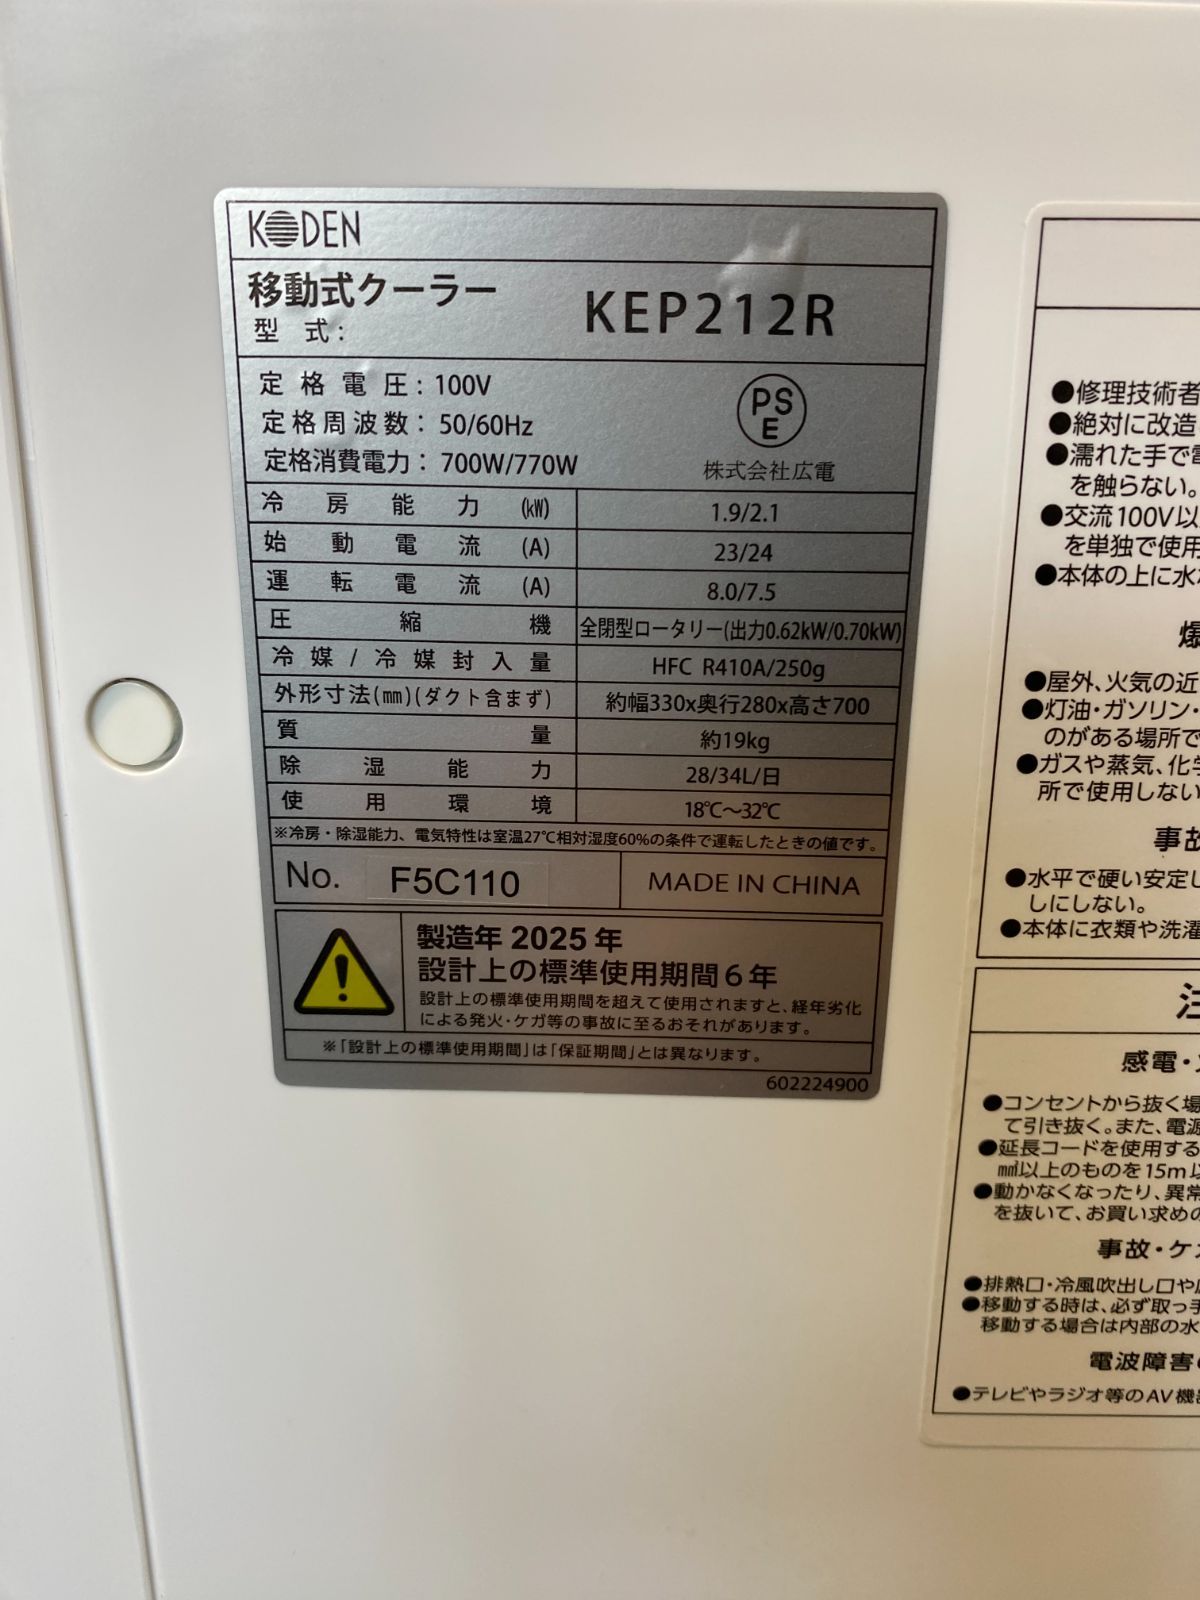 KODEN
移動式クーラー
型式: KEP212R
定格電圧: 100V
定格周波数: 50/60Hz
定格消費電力: 700W/770W
PSE
株式会社広電
冷房能力(kW) 1.9/2.1
始動電流(A) 23/24
運転電流(A) 8.0/7.5
圧縮機 全閉型ロータリー(出力0.62kW/0.70kW)
冷媒/冷媒封入量 HFC R410A/250g
外形寸法(mm)(ダクト含まず) 約幅330x奥行280x高さ700
質量 約19kg
除湿能力 28/34L/日
使用環境 18℃〜32℃
※冷房・除湿能力、電気特性は室温27℃相対湿度60%の条件で運転したときの値です。
No. F5C110 MADE IN CHINA
製造年 2025年
設計上の標準使用期間6年
設計上の標準使用期間を超えて使用されますと、経年劣化
による発火・ケガ等の事故に至るおそれがあります。
※「設計上の標準使用期間」は「保証期間」とは異なります。
602224900
●修理技術者
●絶対に改造
●濡れた手で電
を触らない。
●交流100V以
を単独で使用
●本体の上に水
爆
●屋外、火気の近
●灯油・ガソリン・
のがある場所で
●ガスや蒸気、化学
所で使用しない
事故
●水平で硬い安定し
しにしない。
●本体に衣類や洗濯
注
感電・
●コンセントから抜く場
て引き抜く。また、電源
●延長コードを使用する
㎟以上のものを15m以
●動かなくなったり、異常
を抜いて、お買い求めの
事故・ケガ
●排熱口・冷風吹出し口や
●移動する時は、必ず取っ手
移動する場合は内部の水
電波障害の
●テレビやラジオ等のAV機器